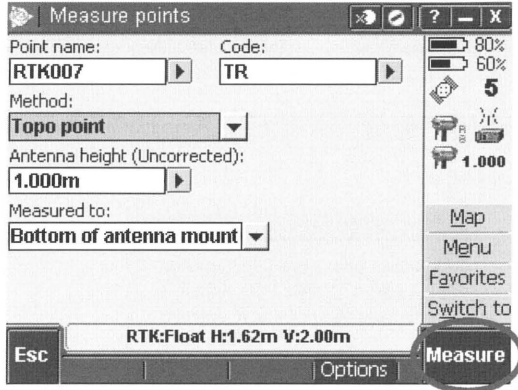 Measure points
? — X
Point name:
Code:
RTK007
TR
Method:
Topo point
Antenna height (Uncorrected):
1.000m
Measured to:
Bottom of antenna mount
80%
60%
5
1.000
Map
Menu
Favorites
Switch to
RTK:Float H:1.62m V:2.00m
Esc
Options
Measure